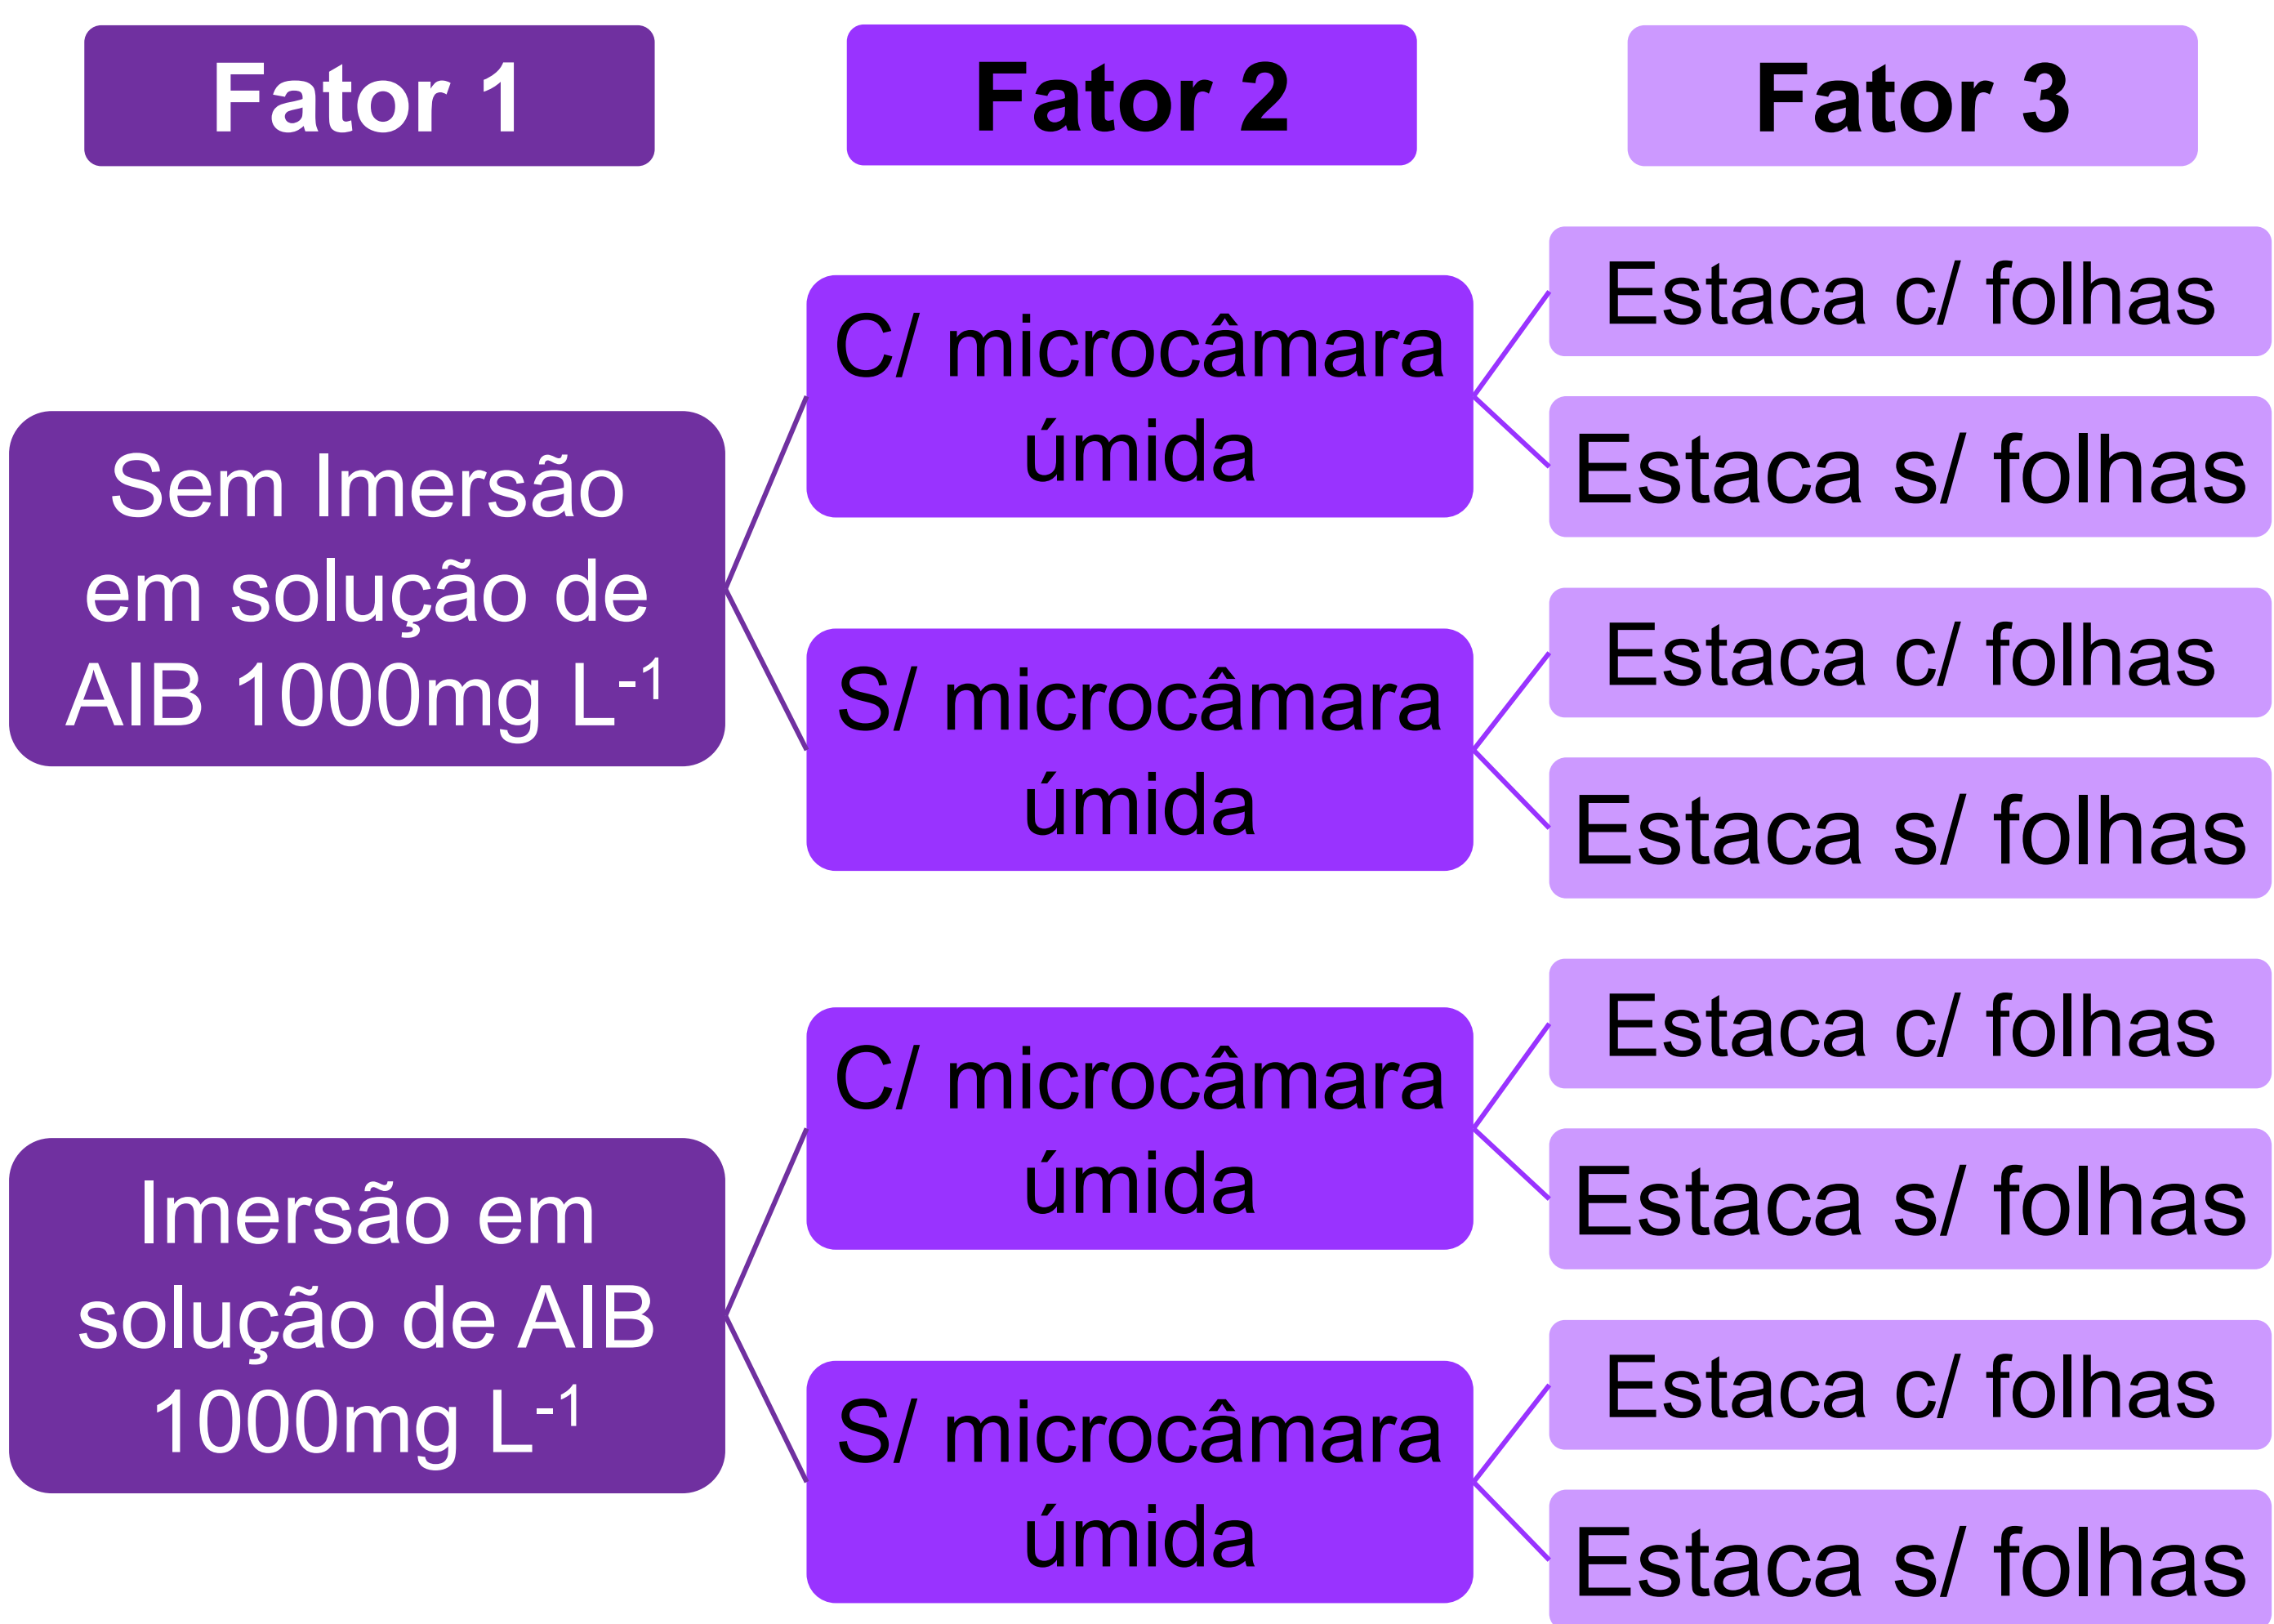 Fator 1
Fator 2
Fator 3
Sem Imersão
em solução de
AIB 1000mg L-1
C/ microcâmara
úmida
Estaca c/ folhas
Estaca s/ folhas
S/ microcâmara
úmida
Estaca c/ folhas
Estaca s/ folhas
Imersão em
solução de AIB
1000mg L-1
C/ microcâmara
úmida
Estaca c/ folhas
Estaca s/ folhas
S/ microcâmara
úmida
Estaca c/ folhas
Estaca s/ folhas